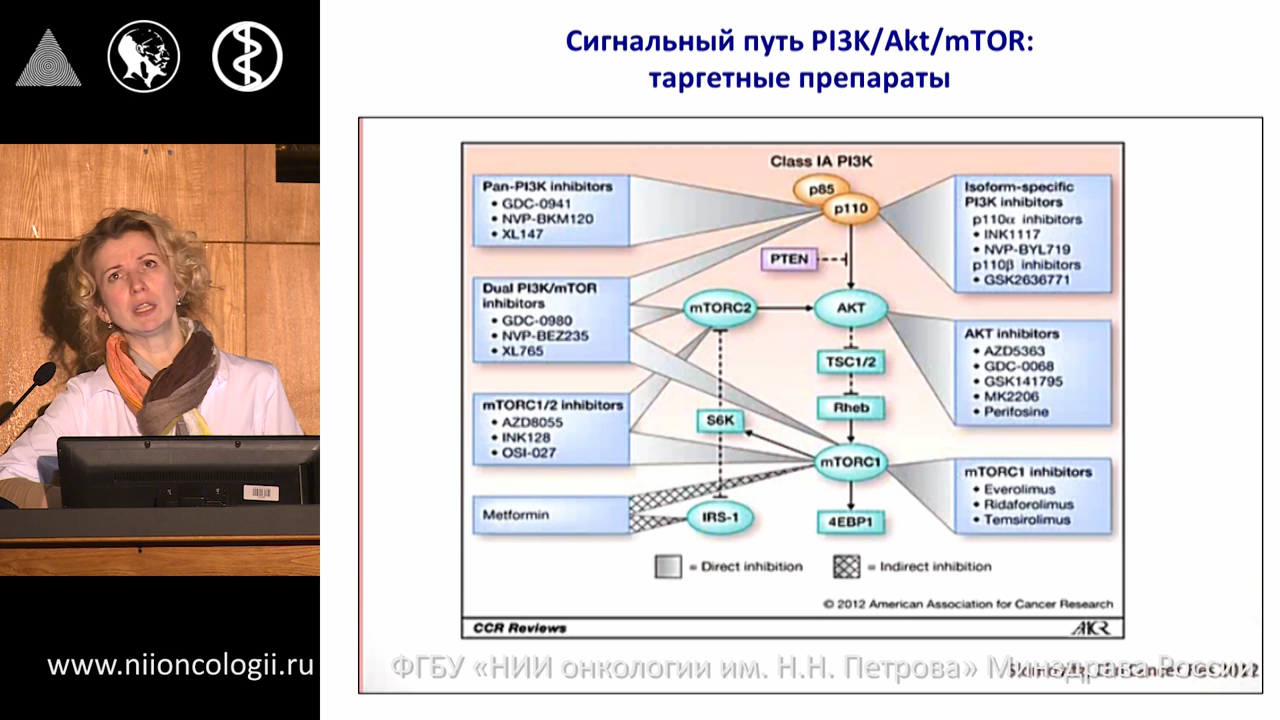 Сигнальный путь PI3K/Akt/mTOR:
таргетные препараты
Class IA PI3K
p85
p110
Pan-PI3K inhibitors
• GDC-0941
• NVP-BKM120
• XL147
Isoform-specific
PI3K inhibitors
p110α inhibitors
• INK1117
• NVP-BYL719
p110β inhibitors
• GSK2636771
PTEN
Dual PI3K/mTOR
inhibitors
• GDC-0980
• NVP-BEZ235
• XL765
mTORC2
AKT
AKT inhibitors
• AZD5363
• GDC-0068
• GSK141795
• MK2206
• Perifosine
TSC1/2
Rheb
mTORC1/2 inhibitors
• AZD8055
• INK128
• OSI-027
S6K
mTORC1
mTORC1 inhibitors
• Everolimus
• Ridaforolimus
• Temsirolimus
Metformin
IRS-1
4EBP1
= Direct inhibition
= Indirect inhibition
© 2012 American Association for Cancer Research
CCR Reviews
AACR
www.niioncologii.ru
ФГБУ «НИИ онкологии им. Н.Н. Петрова» Минздрава России